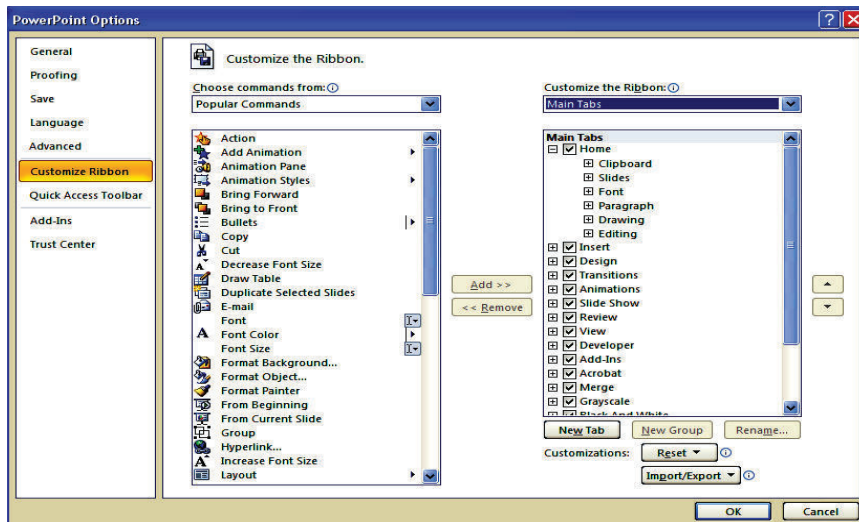 PowerPoint Options
General
Proofing
Save
Language
Advanced
Customize Ribbon
Quick Access Toolbar
Add-Ins
Trust Center
Customize the Ribbon.
Choose commands from:
Popular Commands
Action
Add Animation
Animation Pane
Animation Styles
Bring Forward
Bring to Front
Bullets
Copy
Cut
Decrease Font Size
Draw Table
Duplicate Selected Slides
E-mail
Font
Font Color
Font Size
Format Background...
Format Object...
Format Painter
From Beginning
From Current Slide
Group
Hyperlink...
Increase Font Size
Layout
Add >>
<< Remove
Customize the Ribbon:
Main Tabs
Main Tabs
Home
Clipboard
Slides
Font
Paragraph
Drawing
Editing
Insert
Design
Transitions
Animations
Slide Show
Review
View
Developer
Add-Ins
Acrobat
Merge
Grayscale
Black And White
New Tab
New Group
Rename...
Customizations:
Reset
Import/Export
OK
Cancel